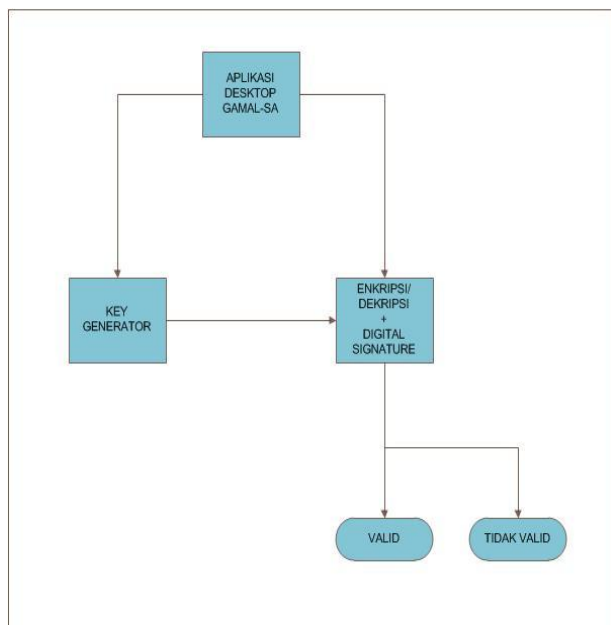 APLIKASI
DESKTOP
GAMAL-SA
KEY
GENERATOR
ENKRIPSI/
DEKRIPSI
+
DIGITAL
SIGNATURE
VALID
TIDAK VALID